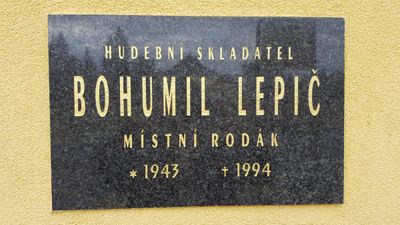 HUDEBNÍ SKLADATEL
BOHUMIL LEPIČ
MÍSTNÍ RODÁK
* 1943 † 1994